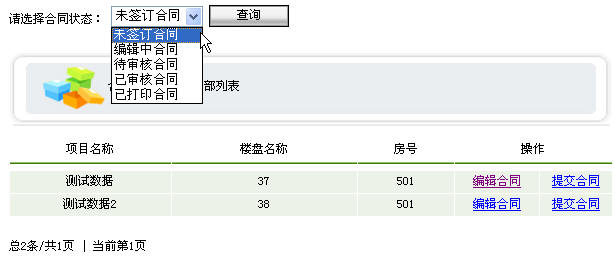 请选择合同状态： 未签订合同 查询
未签订合同
编辑中合同
待审核合同
已审核合同
已打印合同
部列表
项目名称 楼盘名称 房号 操作
测试数据 37 501 编辑合同 提交合同
测试数据2 38 501 编辑合同 提交合同
总2条/共1页 | 当前第1页